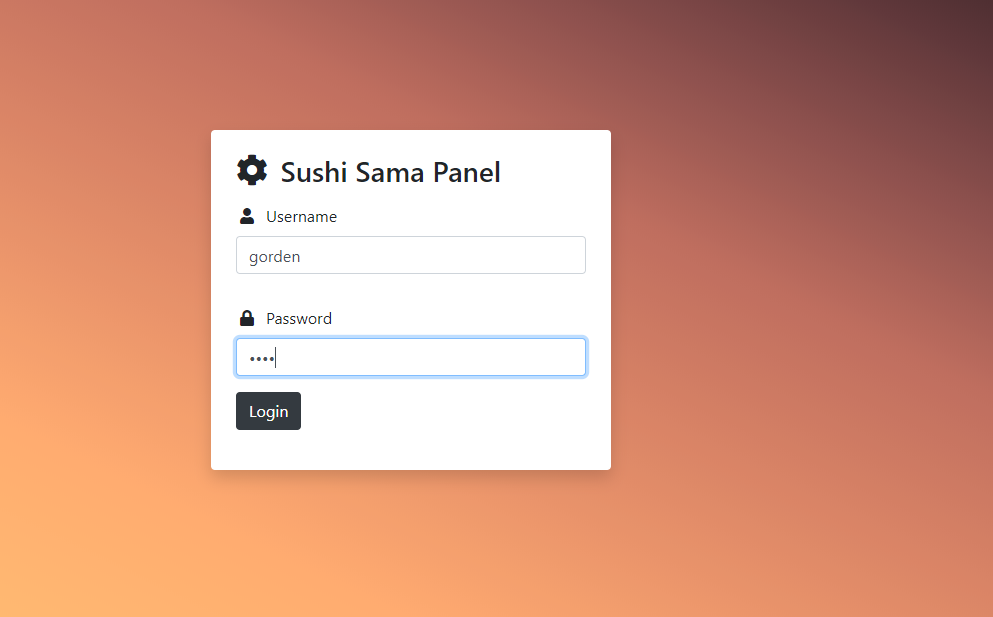 Sushi Sama Panel
Username
gorden
Password
••••
Login